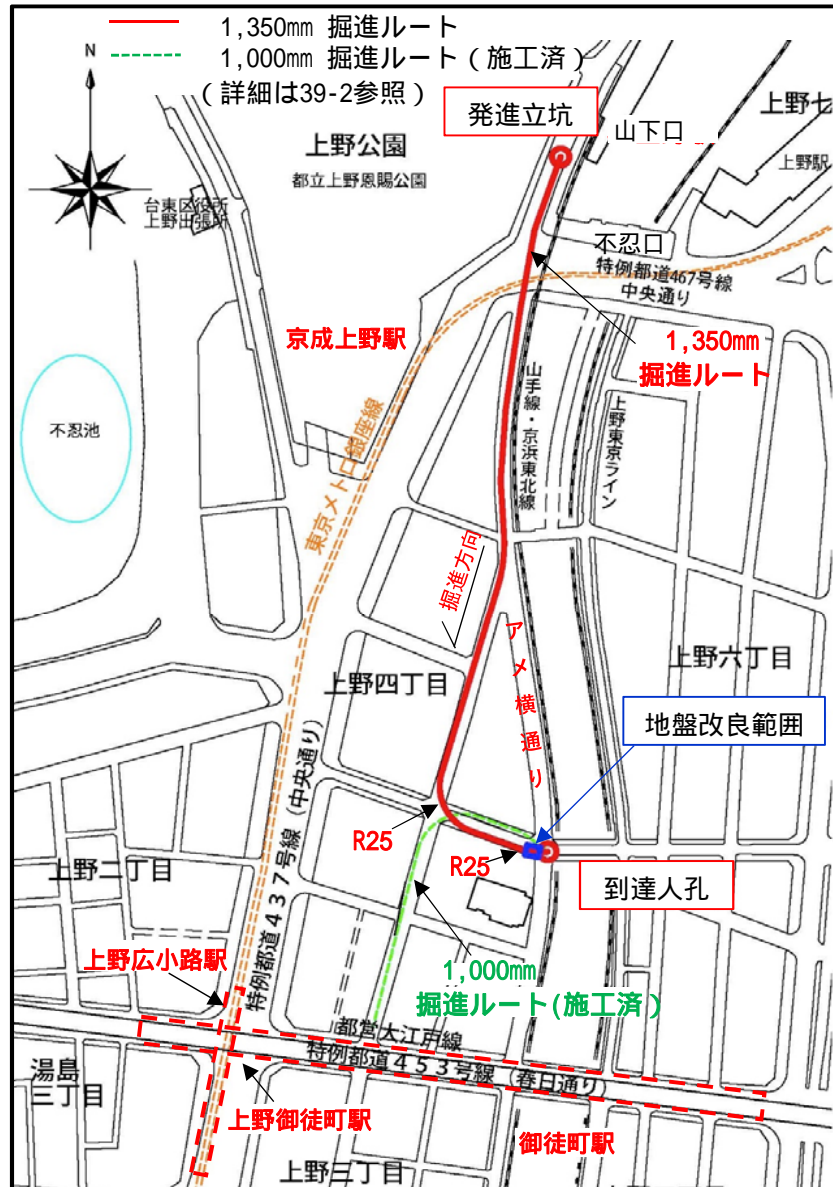 1,350㎜ 掘進ルート
1,000㎜ 掘進ルート（施工済）
（詳細は39-2参照）
N
発進立坑
上野七
上野公園
都立上野恩賜公園
山下口
上野駅
台東区役所
上野出張所
不忍口
特例都道467号線
中央通り
京成上野駅
1,350㎜
掘進ルート
山手線・京浜東北線
上野東京ライン
不忍池
東京メトロ銀座線
掘進方向
アメ横通り
上野四丁目
上野六丁目
地盤改良範囲
R25
R25
到達人孔
上野二丁目
特例都道４３７号線（中央通り）
1,000㎜
掘進ルート(施工済)
上野広小路駅
都営大江戸線
特例都道４５３号線（春日通り）
湯島
三丁目
上野御徒町駅
御徒町駅
上野三丁目